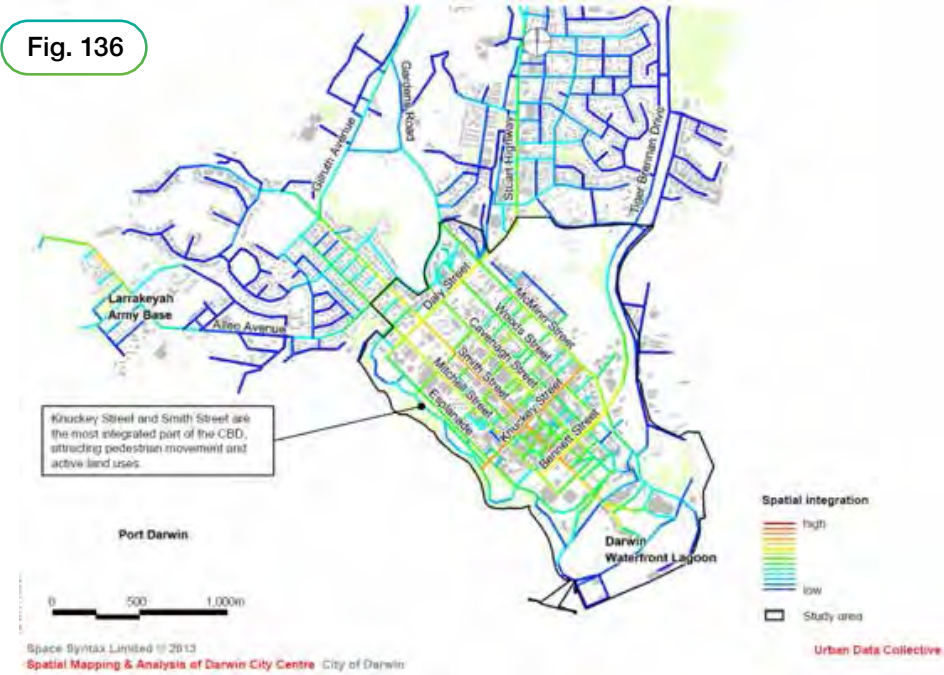 Fig. 136
Gardens Road
Gilruth Avenue
Stuart Highway
Tiger Brennan Drive
Larrakeyah
Army Base
Allen Avenue
Daly Street
McMinn Street
Woods Street
Cavenagh Street
Smith Street
Mitchell Street
Esplanade
Knuckey Street
Bennett Street
Knuckey Street and Smith Street are
the most integrated part of the CBD,
attracting pedestrian movement and
active land uses.
Port Darwin
Darwin
Waterfront Lagoon
Spatial integration
high
low
Study area
0 500 1,000m
Space Syntax Limited © 2013
Spatial Mapping & Analysis of Darwin City Centre City of Darwin
Urban Data Collective